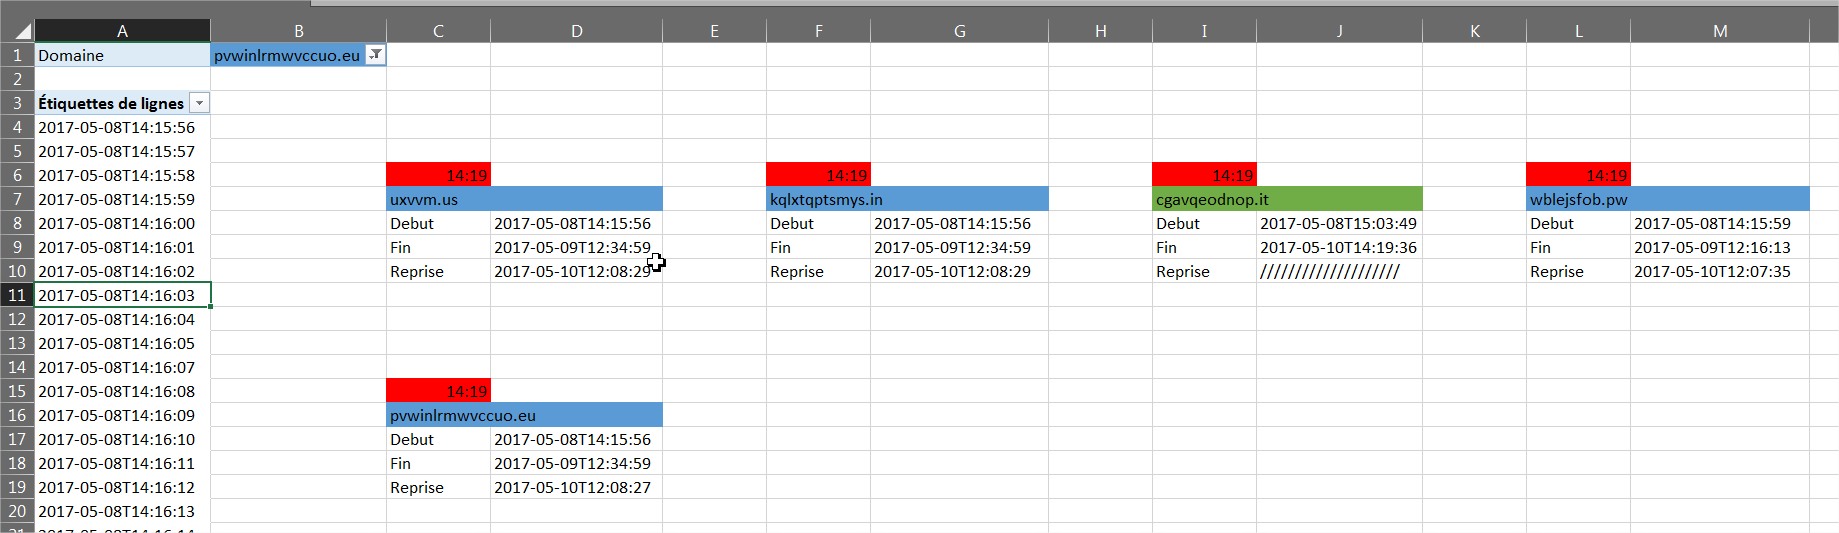 A B C D E F G H I J K L M
1 Domaine pvwinlrmwvccuo.eu
2
3 Étiquettes de lignes
4 2017-05-08T14:15:56
5 2017-05-08T14:15:57
6 2017-05-08T14:15:58 14:19 14:19 14:19 14:19
7 2017-05-08T14:15:59 uxvvm.us kqlxtqptsmys.in cgavqeodnop.it wblejsfob.pw
8 2017-05-08T14:16:00 Debut 2017-05-08T14:15:56 Debut 2017-05-08T14:15:56 Debut 2017-05-08T15:03:49 Debut 2017-05-08T14:15:59
9 2017-05-08T14:16:01 Fin 2017-05-09T12:34:59 Fin 2017-05-09T12:34:59 Fin 2017-05-10T14:19:36 Fin 2017-05-09T12:16:13
10 2017-05-08T14:16:02 Reprise 2017-05-10T12:08:29 Reprise 2017-05-10T12:08:29 Reprise //////////////////// Reprise 2017-05-10T12:07:35
11 2017-05-08T14:16:03
12 2017-05-08T14:16:04
13 2017-05-08T14:16:05
14 2017-05-08T14:16:07
15 2017-05-08T14:16:08 14:19
16 2017-05-08T14:16:09 pvwinlrmwvccuo.eu
17 2017-05-08T14:16:10 Debut 2017-05-08T14:15:56
18 2017-05-08T14:16:11 Fin 2017-05-09T12:34:59
19 2017-05-08T14:16:12 Reprise 2017-05-10T12:08:27
20 2017-05-08T14:16:13
21 2017-05-08T14:16:14